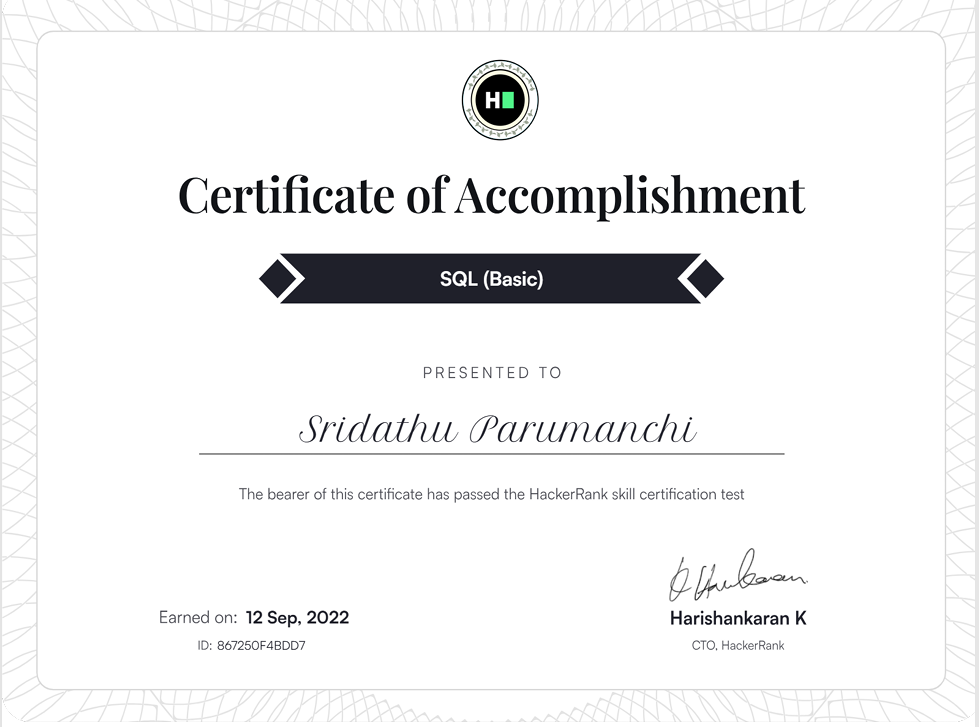 H
Certificate of Accomplishment
SQL (Basic)
PRESENTED TO
Sridathu Parumanchi
The bearer of this certificate has passed the HackerRank skill certification test
Earned on: 12 Sep, 2022
ID: 867250F4BDD7
Harishankaran K
CTO, HackerRank